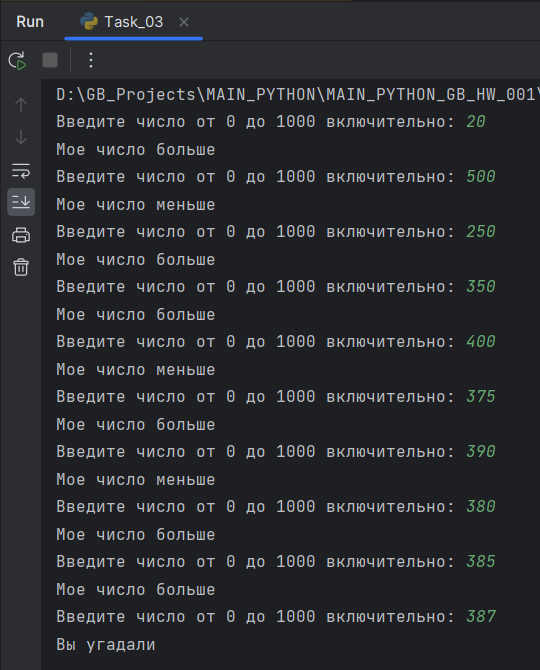 Run Task_03
D:\GB_Projects\MAIN_PYTHON\MAIN_PYTHON_GB_HW_001\
Введите число от 0 до 1000 включительно: 20
Мое число больше
Введите число от 0 до 1000 включительно: 500
Мое число меньше
Введите число от 0 до 1000 включительно: 250
Мое число больше
Введите число от 0 до 1000 включительно: 350
Мое число больше
Введите число от 0 до 1000 включительно: 400
Мое число меньше
Введите число от 0 до 1000 включительно: 375
Мое число больше
Введите число от 0 до 1000 включительно: 390
Мое число меньше
Введите число от 0 до 1000 включительно: 380
Мое число больше
Введите число от 0 до 1000 включительно: 385
Мое число больше
Введите число от 0 до 1000 включительно: 387
Вы угадали